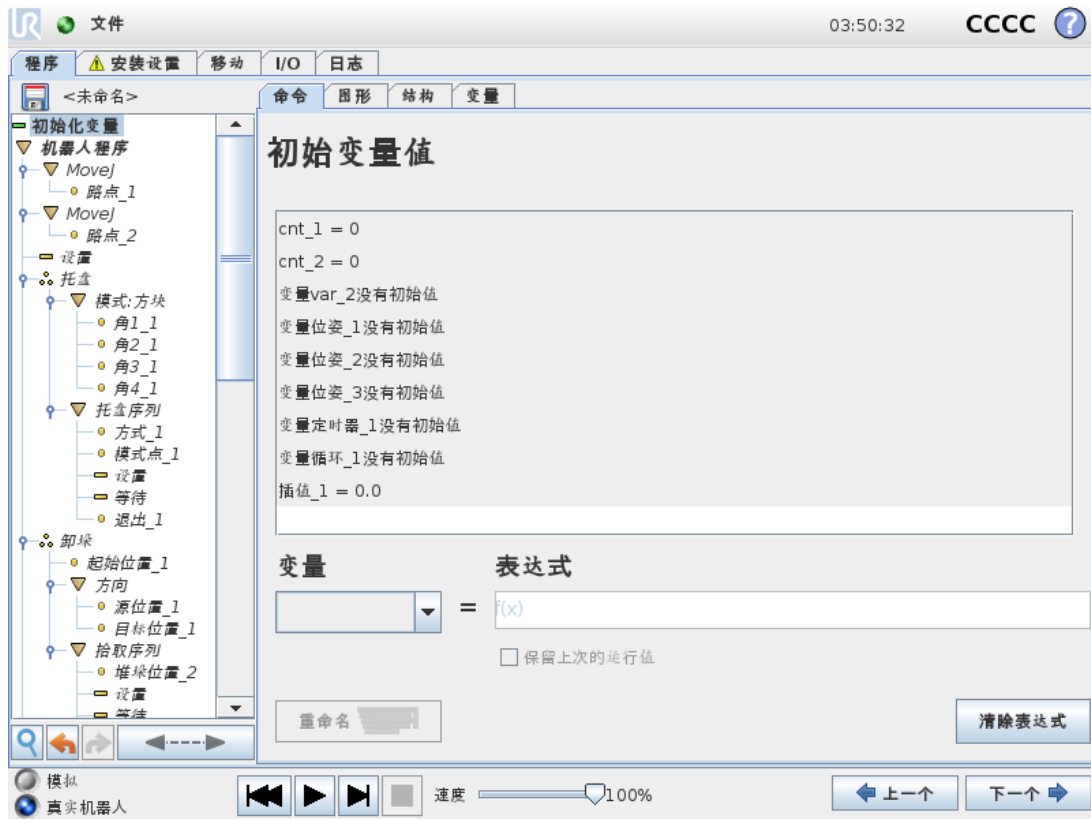 UR 文件 03:50:32 CCCC ?
程序 安装设置 移动 I/O 日志
<未命名>
命令 图形 结构 变量
初始化变量
机器人程序
MoveJ
路点_1
MoveJ
路点_2
设置
托盘
模式:方块
角1_1
角2_1
角3_1
角4_1
托盘序列
方式_1
模式点_1
设置
等待
退出_1
卸垛
起始位置_1
方向
源位置_1
目标位置_1
拾取序列
堆垛位置_2
设置
等待
初始变量值
cnt_1 = 0
cnt_2 = 0
变量var_2没有初始值
变量位姿_1没有初始值
变量位姿_2没有初始值
变量位姿_3没有初始值
变量定时器_1没有初始值
变量循环_1没有初始值
插值_1 = 0.0
变量 表达式
= f(x)
保留上次的运行值
重命名
清除表达式
模拟
真实机器人
速度 100%
上一个 下一个